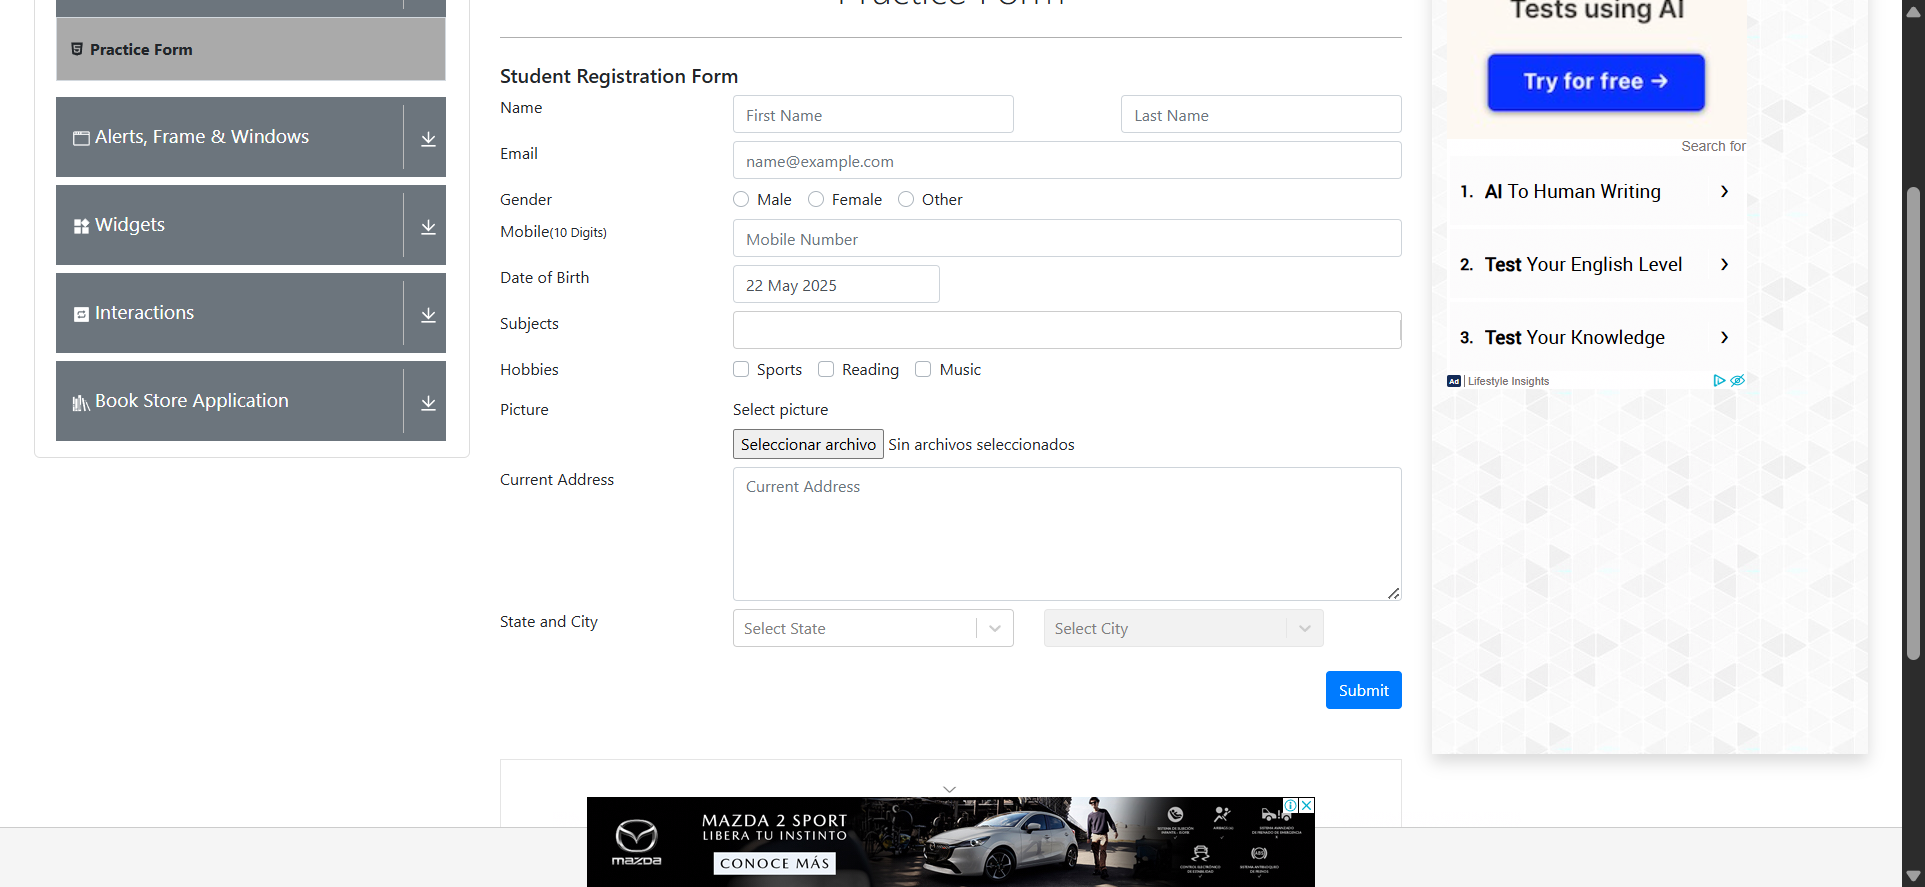 Practice Form
Practice Form
Alerts, Frame & Windows
Widgets
Interactions
Book Store Application
Student Registration Form
Name
First Name
Last Name
Email
name@example.com
Gender
Male
Female
Other
Mobile(10 Digits)
Mobile Number
Date of Birth
22 May 2025
Subjects
Hobbies
Sports
Reading
Music
Picture
Select picture
Seleccionar archivo Sin archivos seleccionados
Current Address
Current Address
State and City
Select State
Select City
Submit
Tests using AI
Try for free →
Search for
1. AI To Human Writing
2. Test Your English Level
3. Test Your Knowledge
Ad | Lifestyle Insights
mazda
MAZDA 2 SPORT
LIBERA TU INSTINTO
CONOCE MÁS